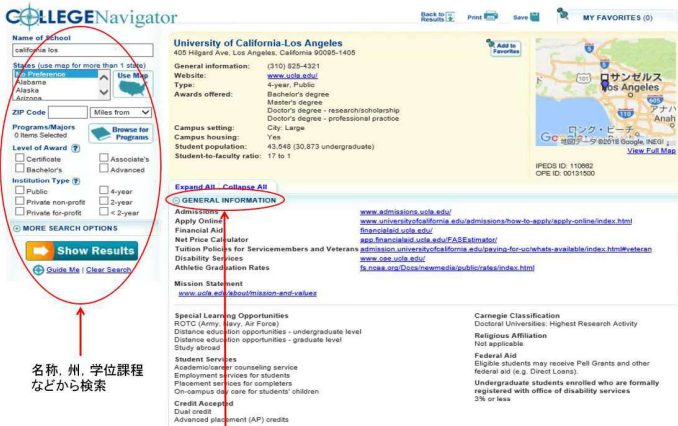 COLLEGENavigator
Back to Results
Print
Save
MY FAVORITES (0)
Name of School
california los
States (use map for more than 1 state)
No Preference
Alabama
Alaska
Arizona
Use Map
ZIP Code
Miles from
Programs/Majors
0 Items Selected
Browse for Programs
Level of Award ?
Certificate
Associate's
Bachelor's
Advanced
Institution Type ?
Public
4-year
Private non-profit
2-year
Private for-profit
< 2-year
MORE SEARCH OPTIONS
Show Results
Guide Me | Clear Search
名称, 州, 学位課程
などから検索
University of California-Los Angeles
405 Hilgard Ave, Los Angeles, California 90095-1405
Add to Favorites
General information: (310) 825-4321
Website: www.ucla.edu/
Type: 4-year, Public
Awards offered: Bachelor's degree
Master's degree
Doctor's degree - research/scholarship
Doctor's degree - professional practice
Campus setting: City: Large
Campus housing: Yes
Student population: 43,548 (30,873 undergraduate)
Student-to-faculty ratio: 17 to 1
5
101
ロサンゼルス
Los Angeles
605
110
アナハ
Anah
ロング・ビーチ
地図データ ©2018 Google, INEGI
View Full Map
IPEDS ID: 110662
OPE ID: 00131500
Expand All Collapse All
GENERAL INFORMATION
Admissions www.admissions.ucla.edu/
Apply Online www.universityofcalifornia.edu/admissions/how-to-apply/apply-online/index.html
Financial Aid financialaid.ucla.edu/
Net Price Calculator app.financialaid.ucla.edu/FASEstimator/
Tuition Policies for Servicemembers and Veterans admission.universityofcalifornia.edu/paying-for-uc/whats-available/index.html#veteran
Disability Services www.cae.ucla.edu/
Athletic Graduation Rates fs.ncaa.org/Docs/newmedia/public/rates/index.html
Mission Statement
www.ucla.edu/about/mission-and-values
Special Learning Opportunities
ROTC (Army, Navy, Air Force)
Distance education opportunities - undergraduate level
Distance education opportunities - graduate level
Study abroad
Student Services
Academic/career counseling service
Employment services for students
Placement services for completers
On-campus day care for students' children
Credit Accepted
Dual credit
Advanced placement (AP) credits
Carnegie Classification
Doctoral Universities: Highest Research Activity
Religious Affiliation
Not applicable
Federal Aid
Eligible students may receive Pell Grants and other
federal aid (e.g. Direct Loans).
Undergraduate students enrolled who are formally
registered with office of disability services
3% or less